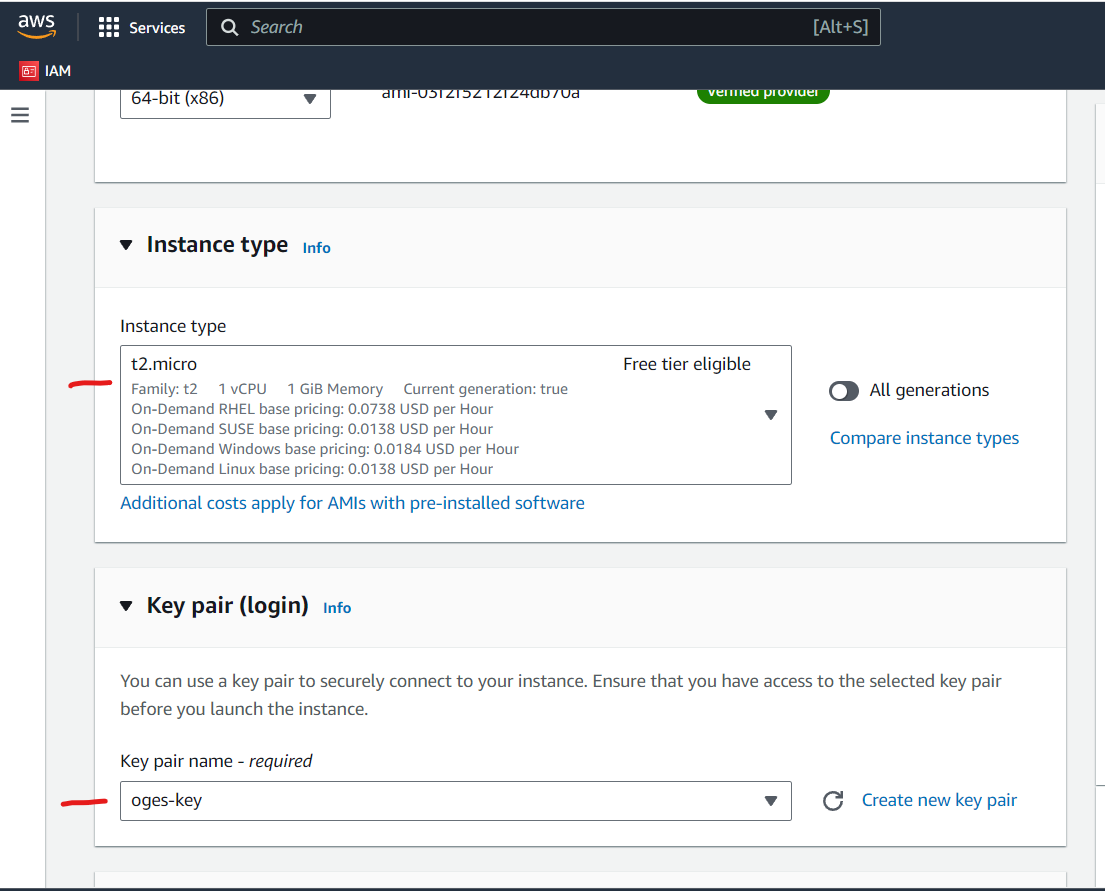 aws
Services
Search [Alt+S]
IAM
64-bit (x86)
Verified provider
Instance type Info
Instance type
t2.micro Free tier eligible
Family: t2 1 vCPU 1 GiB Memory Current generation: true
On-Demand RHEL base pricing: 0.0738 USD per Hour
On-Demand SUSE base pricing: 0.0138 USD per Hour
On-Demand Windows base pricing: 0.0184 USD per Hour
On-Demand Linux base pricing: 0.0138 USD per Hour
All generations
Compare instance types
Additional costs apply for AMIs with pre-installed software
Key pair (login) Info
You can use a key pair to securely connect to your instance. Ensure that you have access to the selected key pair
before you launch the instance.
Key pair name - required
oges-key
Create new key pair